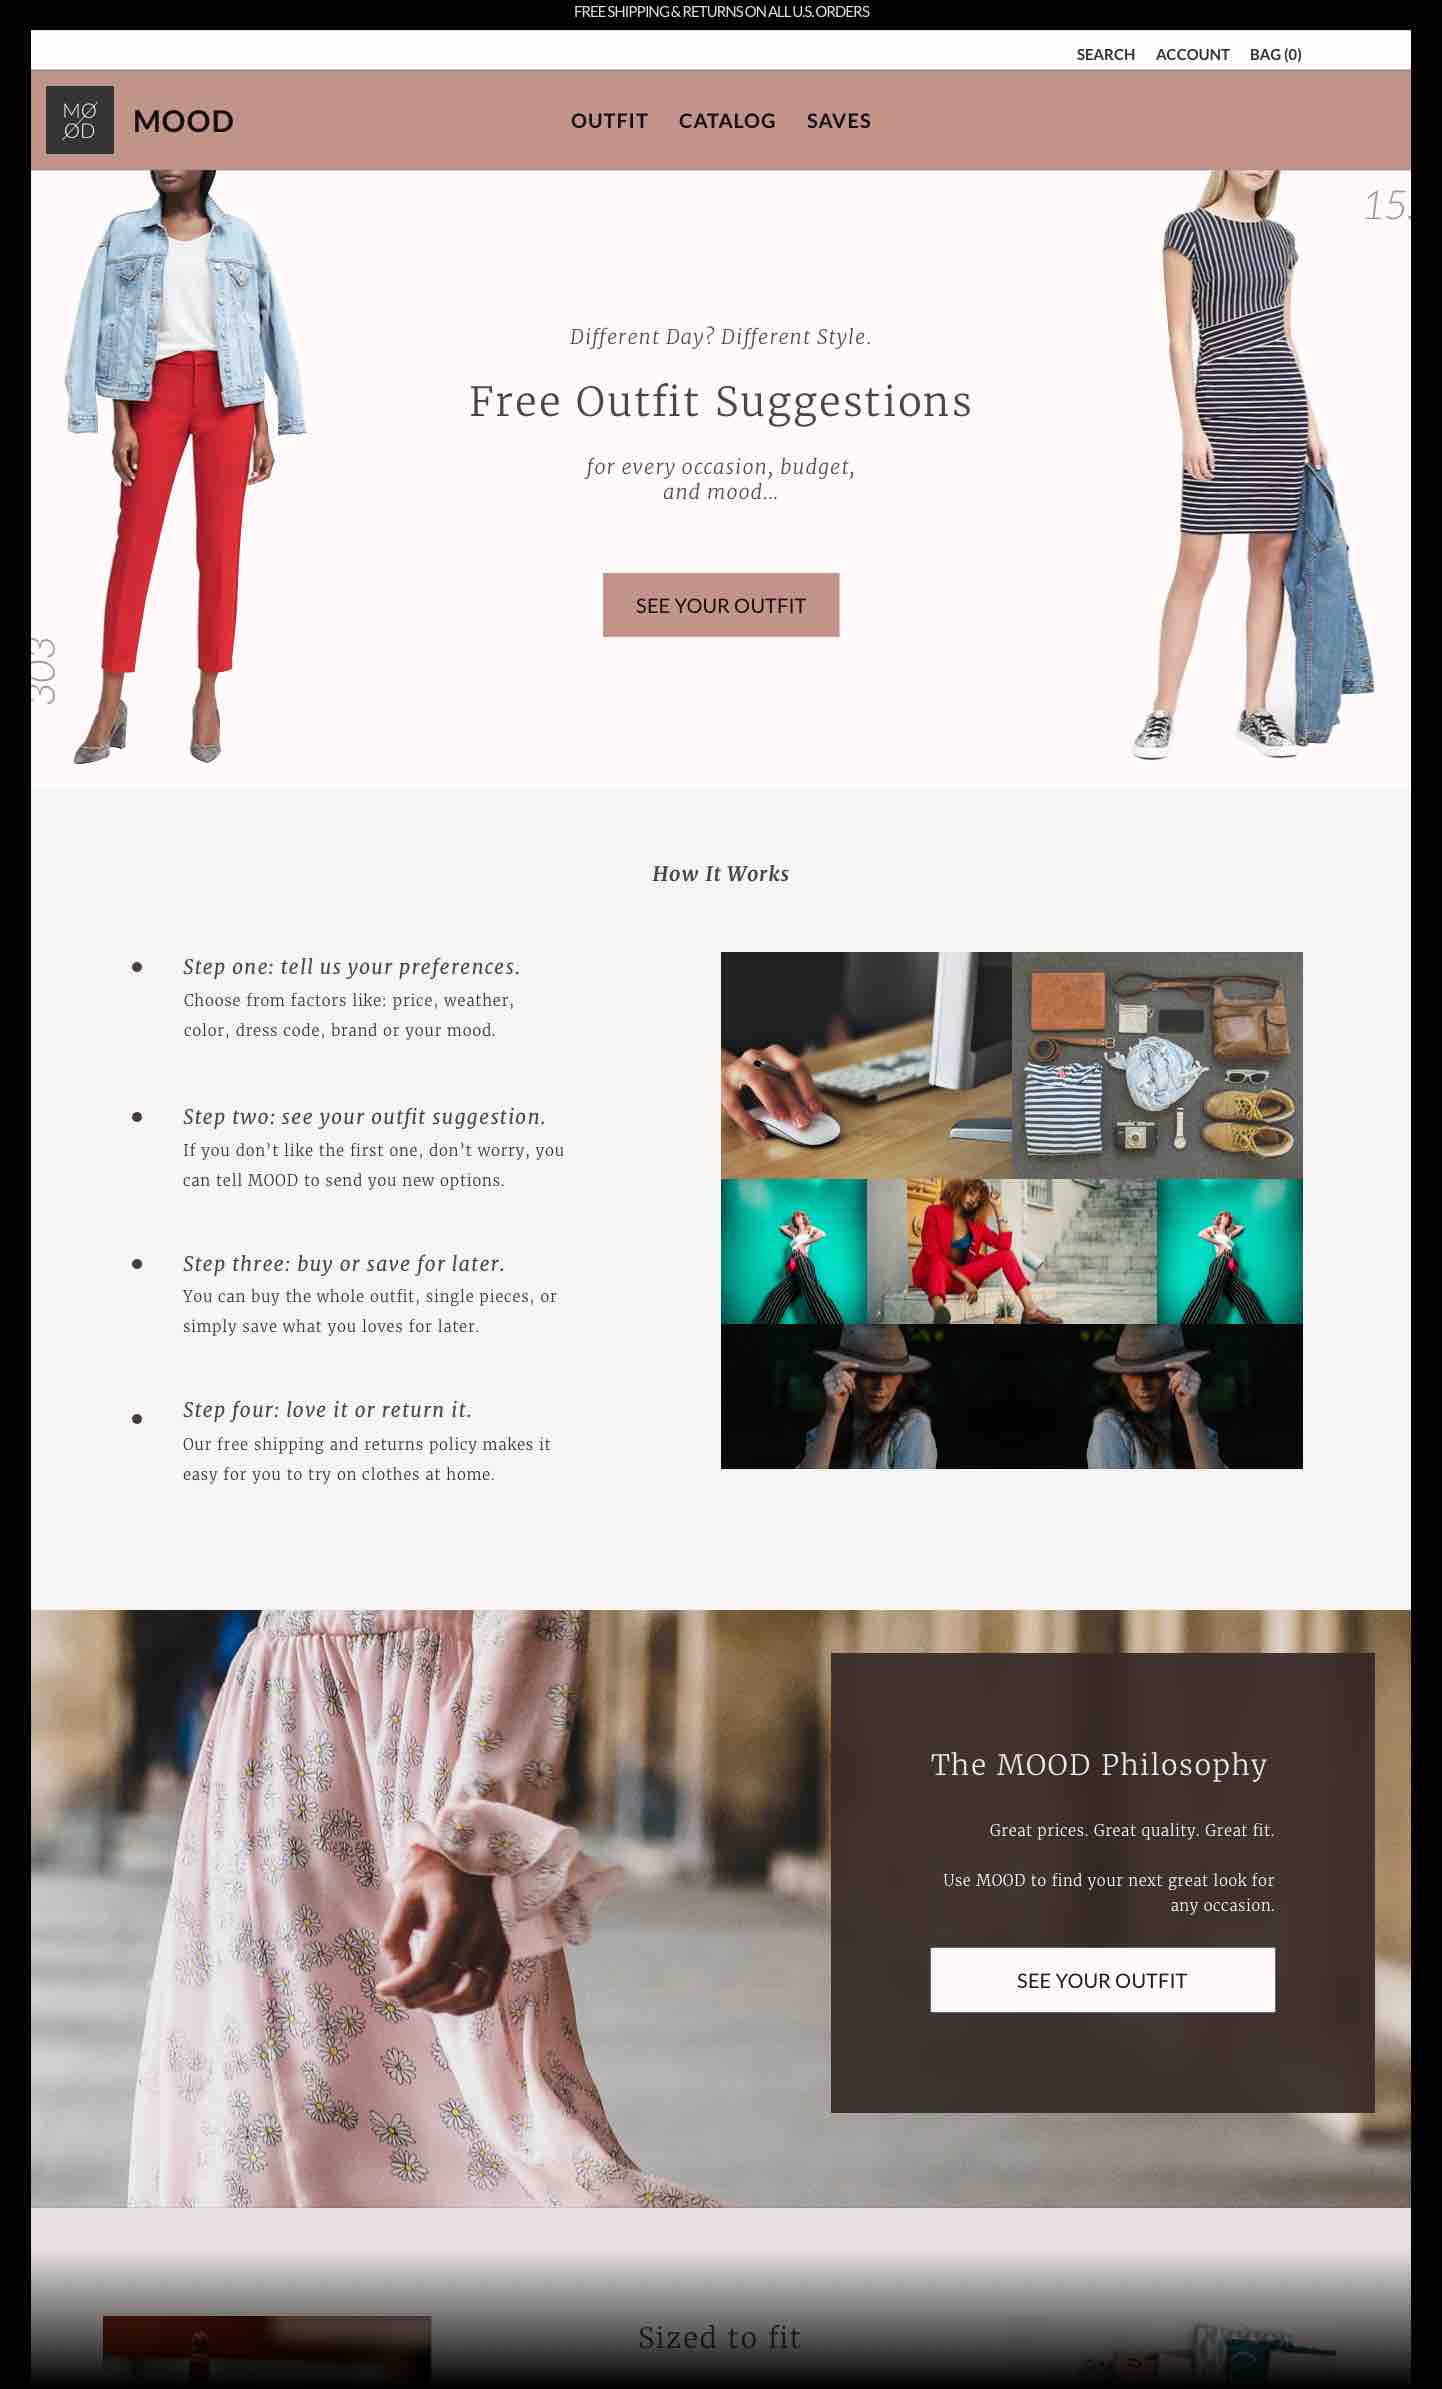 FREE SHIPPING & RETURNS ON ALL U.S. ORDERS
SEARCH ACCOUNT BAG (0)
MØ
ØD
MOOD
OUTFIT CATALOG SAVES
15.
Different Day? Different Style.
Free Outfit Suggestions
for every occasion, budget,
and mood...
SEE YOUR OUTFIT
303
How It Works
Step one: tell us your preferences.
Choose from factors like: price, weather,
color, dress code, brand or your mood.
Step two: see your outfit suggestion.
If you don’t like the first one, don’t worry, you
can tell MOOD to send you new options.
Step three: buy or save for later.
You can buy the whole outfit, single pieces, or
simply save what you loves for later.
Step four: love it or return it.
Our free shipping and returns policy makes it
easy for you to try on clothes at home.
The MOOD Philosophy
Great prices. Great quality. Great fit.
Use MOOD to find your next great look for
any occasion.
SEE YOUR OUTFIT
Sized to fit